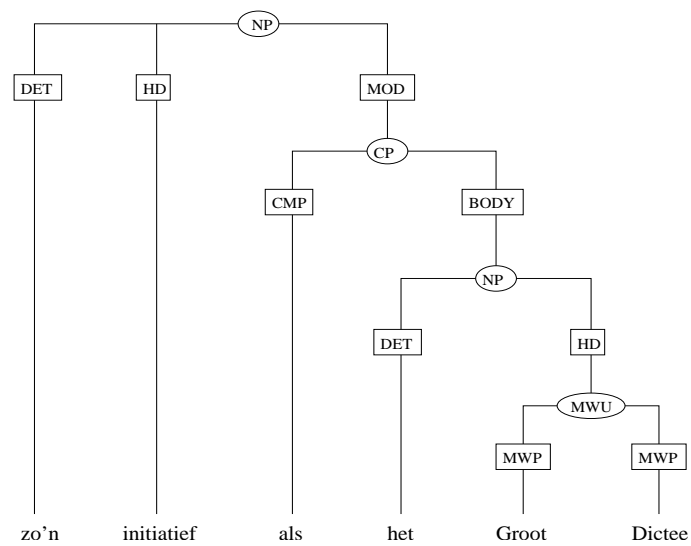 NP
DET HD MOD
CP
CMP BODY
NP
DET HD
MWU
MWP MWP
zo'n initiatief als het Groot Dictee